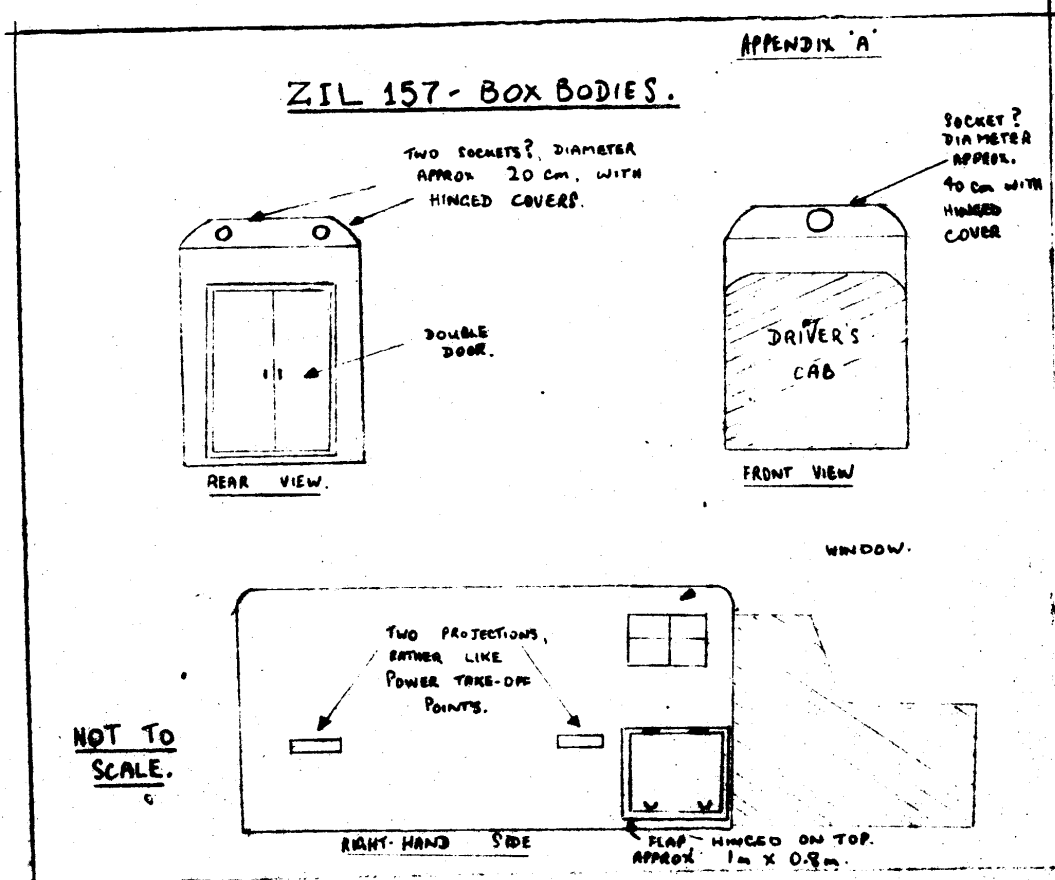 APPENDIX 'A'
ZIL 157 - BOX BODIES.
TWO SOCKETS?, DIAMETER
APPROX 20 cm, WITH
HINGED COVERS.
SOCKET?
DIAMETER
APPROX.
40 cm WITH
HINGED
COVER
DOUBLE
DOOR.
DRIVER'S
CAB
REAR VIEW.
FRONT VIEW
WINDOW.
TWO PROJECTIONS,
RATHER LIKE
POWER TAKE-OFF
POINTS.
NOT TO
SCALE.
RIGHT-HAND SIDE
FLAP, HINGED ON TOP.
APPROX 1m X 0.8m.